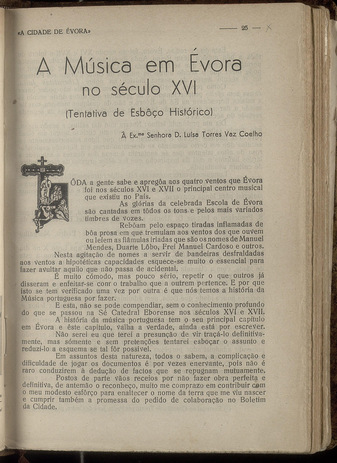 «A CIDADE DE ÉVORA»
— 25 —
A Música em Évora
no século XVI
(Tentativa de Esbôço Histórico)
À Ex.ma Senhora D. Luísa Torres Vaz Coelho
TÔDA a gente sabe e apregôa aos quatro ventos que Évora
foi nos séculos XVI e XVII o principal centro musical
que existiu no País.
As glórias da celebrada Escola de Évora
são cantadas em todos os tons e pelos mais variados
timbres de vozes.
Rebôam pelo espaço tiradas inflamadas de
bôa prosa em que tremulam aos ventos dos que ouvem
ou lelem as flâmulas iriadas que são os nomes de Manuel
Mendes, Duarte Lôbo, Frei Manuel Cardoso e outros.
Nesta agitação de nomes a servir de bandeiras desfraldadas
aos ventos a hipotéticas capacidades esquece-se muito o essencial para
fazer avultar aquilo que não passa de acidental.
É muito cómodo, mas pouco sério, repetir o que outros já
disseram e enfeitar-se com o trabalho que a outrem pertence. E por que
isto se tem verificado uma vez por outra é que nós temos a história da
Música portuguesa por fazer.
E esta, não se pode compendiar, sem o conhecimento profundo
do que se passou na Sé Catedral Eborense nos séculos XVI e XVII.
A história da música portuguesa tem o seu principal capítulo
em Évora e êste capítulo, valha a verdade, ainda está por escrever.
Não serei eu que terei a presunção de vir traçá-lo definitiva-
mente, mas sòmente e sem pretenções tentarei esboçar o assunto e
reduzi-lo a esquema se tal fôr possível.
Em assuntos desta natureza, todos o sabem, a complicação e
dificuldade de jogar os documentos é por vezes enervante, pois não é
raro conduzirem à dedução de factos que se repugnam mutuamente.
Postos de parte vãos receios por não fazer obra perfeita e
definitiva, de antemão o reconheço, muito me comprazo em contribuir com
o meu modesto esfôrço para enaltecer o nome da terra que me viu nascer
e cumprir também a promessa do pedido de colaboração no Boletim
da Cidade.